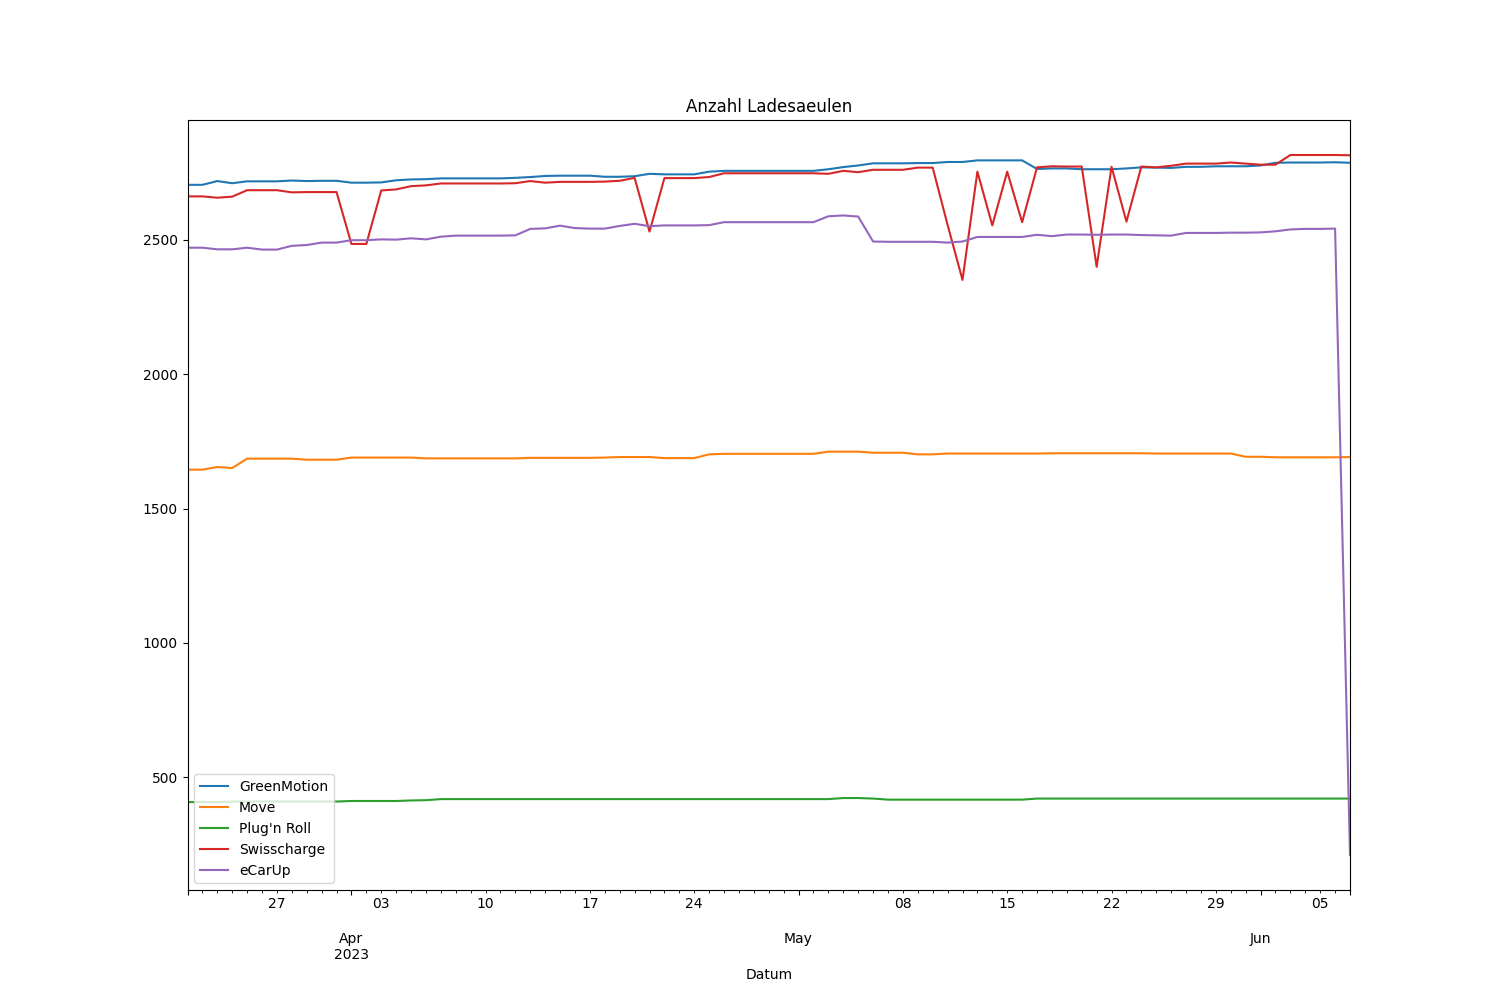 Anzahl Ladesaeulen
2500
2000
1500
1000
500
GreenMotion
Move
Plug'n Roll
Swisscharge
eCarUp
27 03 10 17 24 08 15 22 29 05
Apr May Jun
2023
Datum